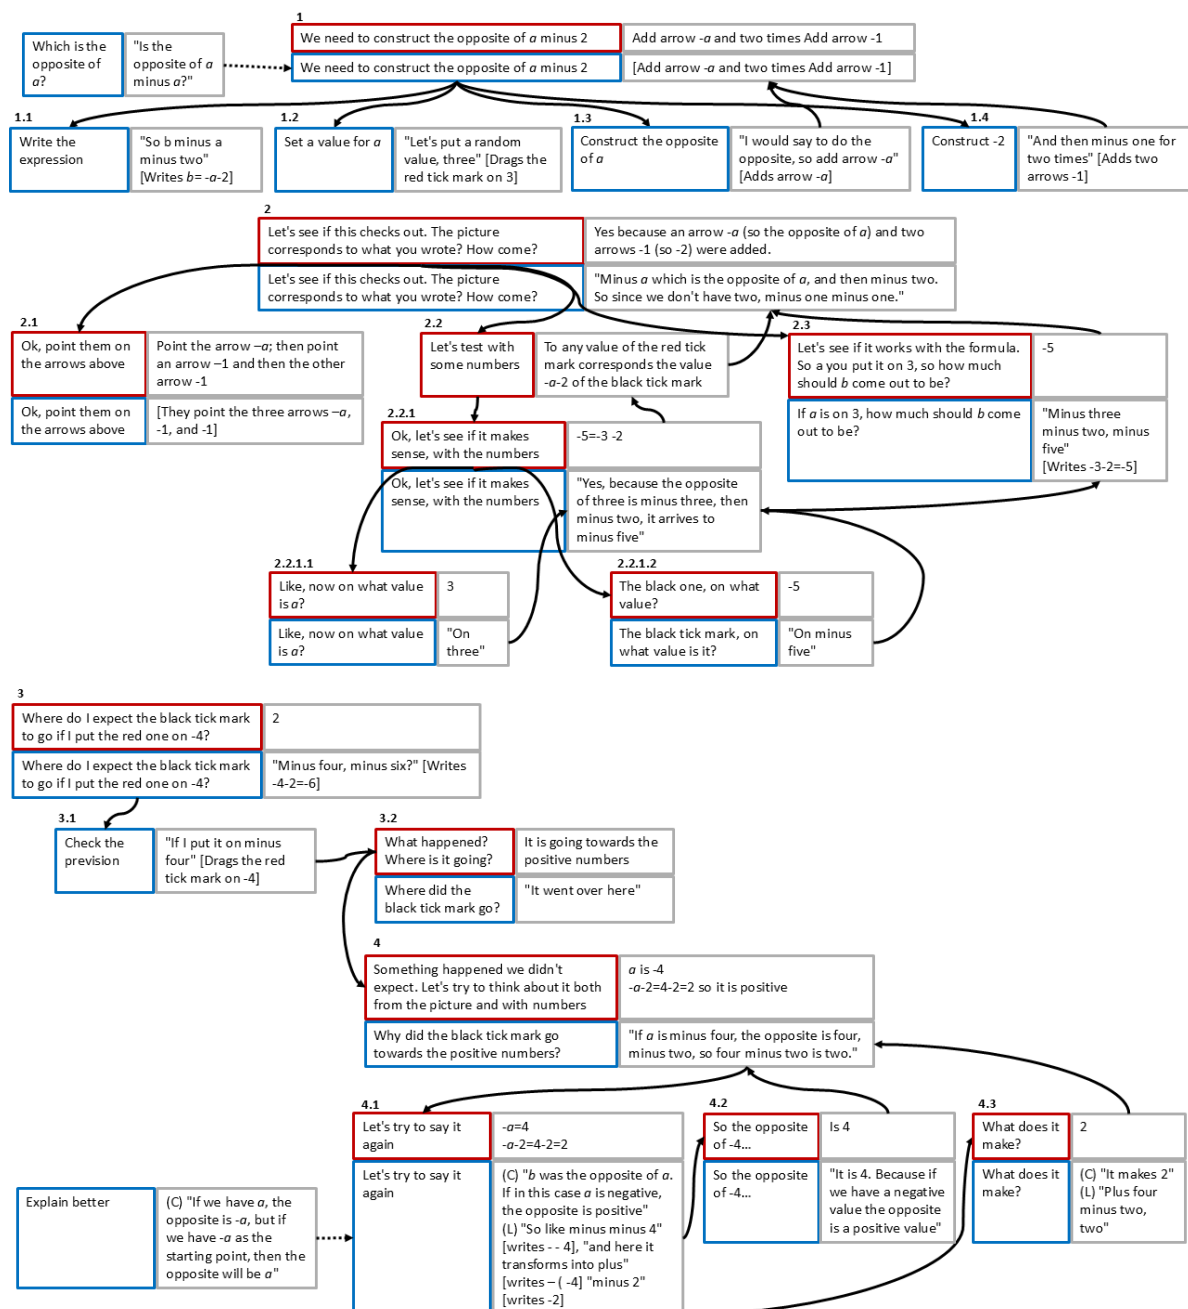 1
We need to construct the opposite of a minus 2
Add arrow -a and two times Add arrow -1
Which is the
opposite of
a?
"Is the
opposite of a
minus a?"
We need to construct the opposite of a minus 2
[Add arrow -a and two times Add arrow -1]
1.1
Write the
expression
"So b minus a
minus two"
[Writes b= -a-2]
1.2
Set a value for a
"Let's put a random
value, three" [Drags the
red tick mark on 3]
1.3
Construct the opposite
of a
"I would say to do the
opposite, so add arrow -a"
[Adds arrow -a]
1.4
Construct -2
"And then minus one for
two times" [Adds two
arrows -1]
2
Let's see if this checks out. The picture
corresponds to what you wrote? How come?
Yes because an arrow -a (so the opposite of a) and two
arrows -1 (so -2) were added.
Let's see if this checks out. The picture
corresponds to what you wrote? How come?
"Minus a which is the opposite of a, and then minus two.
So since we don't have two, minus one minus one."
2.1
Ok, point them on
the arrows above
Point the arrow –a; then point
an arrow –1 and then the other
arrow -1
Ok, point them on
the arrows above
[They point the three arrows –a,
-1, and -1]
2.2
Let's test with
some numbers
To any value of the red tick
mark corresponds the value
-a-2 of the black tick mark
2.3
Let's see if it works with the formula.
So a you put it on 3, so how much
should b come out to be?
-5
If a is on 3, how much should b come
out to be?
"Minus three
minus two, minus
five"
[Writes -3-2=-5]
2.2.1
Ok, let's see if it makes
sense, with the numbers
-5=-3 -2
Ok, let's see if it makes
sense, with the numbers
"Yes, because the opposite
of three is minus three, then
minus two, it arrives to
minus five"
2.2.1.1
Like, now on what value
is a?
3
Like, now on what value
is a?
"On
three"
2.2.1.2
The black one, on what
value?
-5
The black tick mark, on
what value is it?
"On minus
five"
3
Where do I expect the black tick mark
to go if I put the red one on -4?
2
Where do I expect the black tick mark
to go if I put the red one on -4?
"Minus four, minus six?" [Writes
-4-2=-6]
3.1
Check the
prevision
"If I put it on minus
four" [Drags the red
tick mark on -4]
3.2
What happened?
Where is it going?
It is going towards the
positive numbers
Where did the
black tick mark go?
"It went over here"
4
Something happened we didn't
expect. Let's try to think about it both
from the picture and with numbers
a is -4
-a-2=4-2=2 so it is positive
Why did the black tick mark go
towards the positive numbers?
"If a is minus four, the opposite is four,
minus two, so four minus two is two."
4.1
Let's try to say it
again
-a=4
-a-2=4-2=2
Let's try to say it
again
(C) "b was the opposite of a.
If in this case a is negative,
the opposite is positive"
(L) "So like minus minus 4"
[writes - - 4], "and here it
transforms into plus"
[writes – ( -4] "minus 2"
[writes -2]
Explain better
(C) "If we have a, the
opposite is -a, but if
we have -a as the
starting point, then the
opposite will be a"
4.2
So the opposite
of -4...
Is 4
So the opposite
of -4...
"It is 4. Because if
we have a negative
value the opposite
is a positive value"
4.3
What does it
make?
2
What does it
make?
(C) "It makes 2"
(L) "Plus four
minus two,
two"